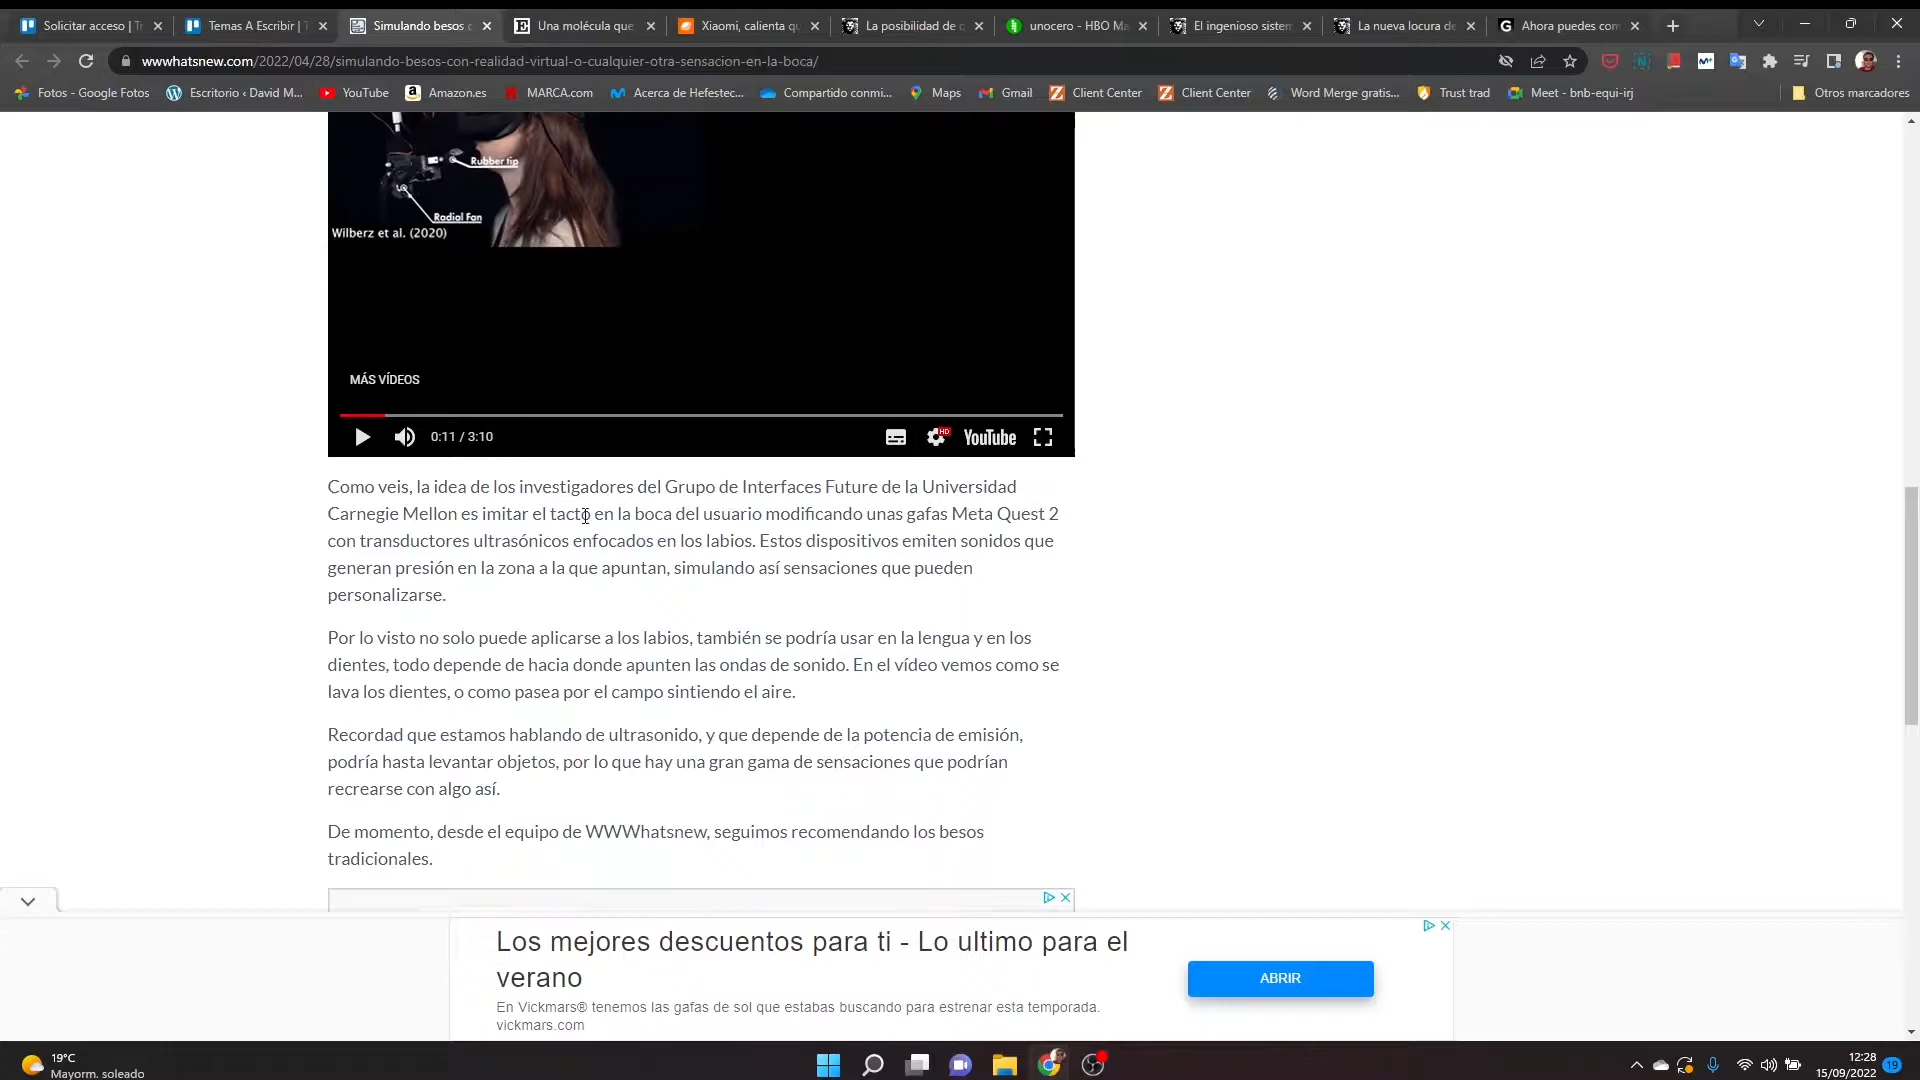 Solicitar acceso | Tr
Temas A Escribir | T
Simulando besos c
Una molécula que
Xiaomi, calienta qu
La posibilidad de q
unocero - HBO Ma
El ingenioso sistem
La nueva locura de
Ahora puedes com
wwwhatsnew.com/2022/04/28/simulando-besos-con-realidad-virtual-o-cualquier-otra-sensacion-en-la-boca/
Fotos - Google Fotos
Escritorio ‹ David M...
YouTube
Amazon.es
MARCA.com
Acerca de Hefestec...
Compartido conmi...
Maps
Gmail
Client Center
Client Center
Word Merge gratis...
Trust trad
Meet - bnb-equi-irj
Otros marcadores
Rubber tip
Radial Fan
Wilberz et al. (2020)
MÁS VÍDEOS
0:11 / 3:10
HD
YouTube
Como veis, la idea de los investigadores del Grupo de Interfaces Future de la Universidad
Carnegie Mellon es imitar el tacto en la boca del usuario modificando unas gafas Meta Quest 2
con transductores ultrasónicos enfocados en los labios. Estos dispositivos emiten sonidos que
generan presión en la zona a la que apuntan, simulando así sensaciones que pueden
personalizarse.
Por lo visto no solo puede aplicarse a los labios, también se podría usar en la lengua y en los
dientes, todo depende de hacia donde apunten las ondas de sonido. En el vídeo vemos como se
lava los dientes, o como pasea por el campo sintiendo el aire.
Recordad que estamos hablando de ultrasonido, y que depende de la potencia de emisión,
podría hasta levantar objetos, por lo que hay una gran gama de sensaciones que podrían
recrearse con algo así.
De momento, desde el equipo de WWWhatsnew, seguimos recomendando los besos
tradicionales.
Los mejores descuentos para ti - Lo ultimo para el
verano
En Vickmars® tenemos las gafas de sol que estabas buscando para estrenar esta temporada.
vickmars.com
ABRIR
19°C
Mayorm. soleado
12:28
15/09/2022
19